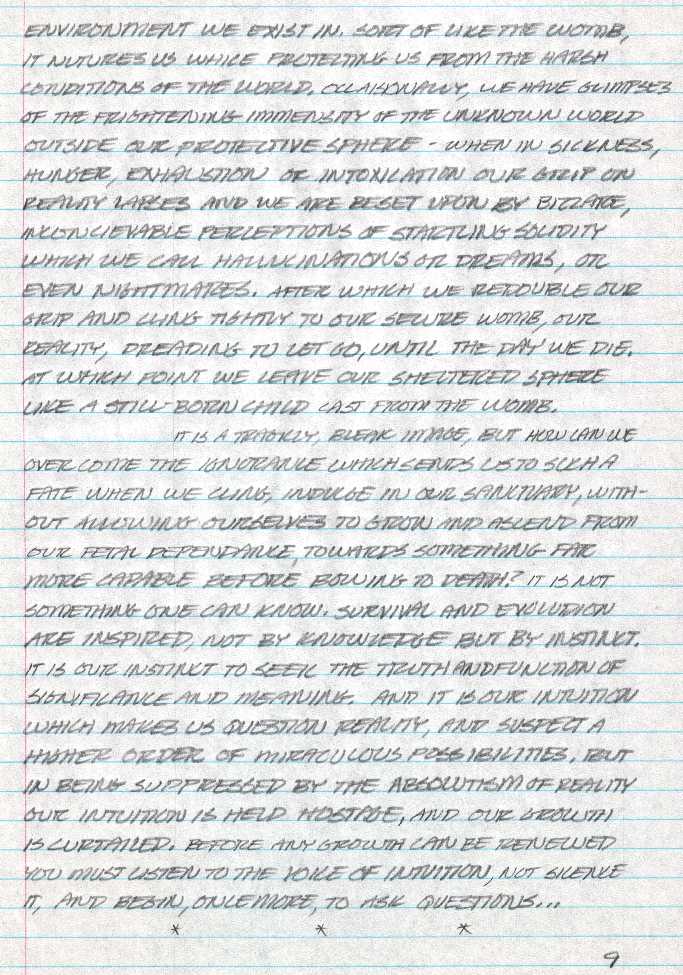 ENVIRONMENT WE EXIST IN. SORT OF LIKE THE WOMB,
IT NUTURES US WHILE PROTECTING US FROM THE HARSH
CONDITIONS OF THE WORLD. OCCAISONALLY, WE HAVE GLIMPSES
OF THE FRIGHTENING IMMENSITY OF THE UNKNOWN WORLD
OUTSIDE OUR PROTECTIVE SPHERE - WHEN IN SICKNESS,
HUNGER, EXHAUSTION OR INTOXICATION OUR GRIP ON
REALITY LAPSES AND WE ARE BESET UPON BY BIZZARE,
INCONCIEVABLE PERCEPTIONS OF STARTLING SOLIDITY
WHICH WE CALL HALLUCINATIONS OR DREAMS, OR
EVEN NIGHTMARES. AFTER WHICH WE REDOUBLE OUR
GRIP AND CLING TIGHTLY TO OUR SECURE WOMB, OUR
REALITY, DREADING TO LET GO, UNTIL THE DAY WE DIE.
AT WHICH POINT WE LEAVE OUR SHELTERED SPHERE
LIKE A STILL-BORN CHILD CAST FROM THE WOMB.
IT IS A BLEAK IMAGE, BUT HOW CAN WE
OVERCOME THE IGNORANCE WHICH SENDS US TO SUCH A
FATE WHEN WE CLING, INDULGE IN OUR SANCTUARY, WITH-
OUT ALLOWING OURSELVES TO GROW AND ASCEND FROM
OUR FETAL DEPENDANCE, TOWARDS SOMETHING FAR
MORE CAPABLE BEFORE BOWING TO DEATH? IT IS NOT
SOMETHING ONE CAN KNOW. SURVIVAL AND EVOLUTION
ARE INSPIRED, NOT BY KNOWLEDGE BUT BY INSTINCT.
IT IS OUR INSTINCT TO SEEK THE TRUTH AND FUNCTION OF
SIGNIFICANCE AND MEANING. AND IT IS OUR INTUITION
WHICH MAKES US QUESTION REALITY, AND SUSPECT A
HIGHER ORDER OF MIRACULOUS POSSIBILITIES. BUT
IN BEING SUPPRESSED BY THE ABSOLUTISM OF REALITY
OUR INTUITION IS HELD HOSTAGE, AND OUR GROWTH
IS CURTAILED. BEFORE ANY GROWTH CAN BE RENEWED
YOU MUST LISTEN TO THE VOICE OF INTUITION, NOT SILENCE
IT, AND BEGIN, ONCE MORE, TO ASK QUESTIONS...
* * *
9